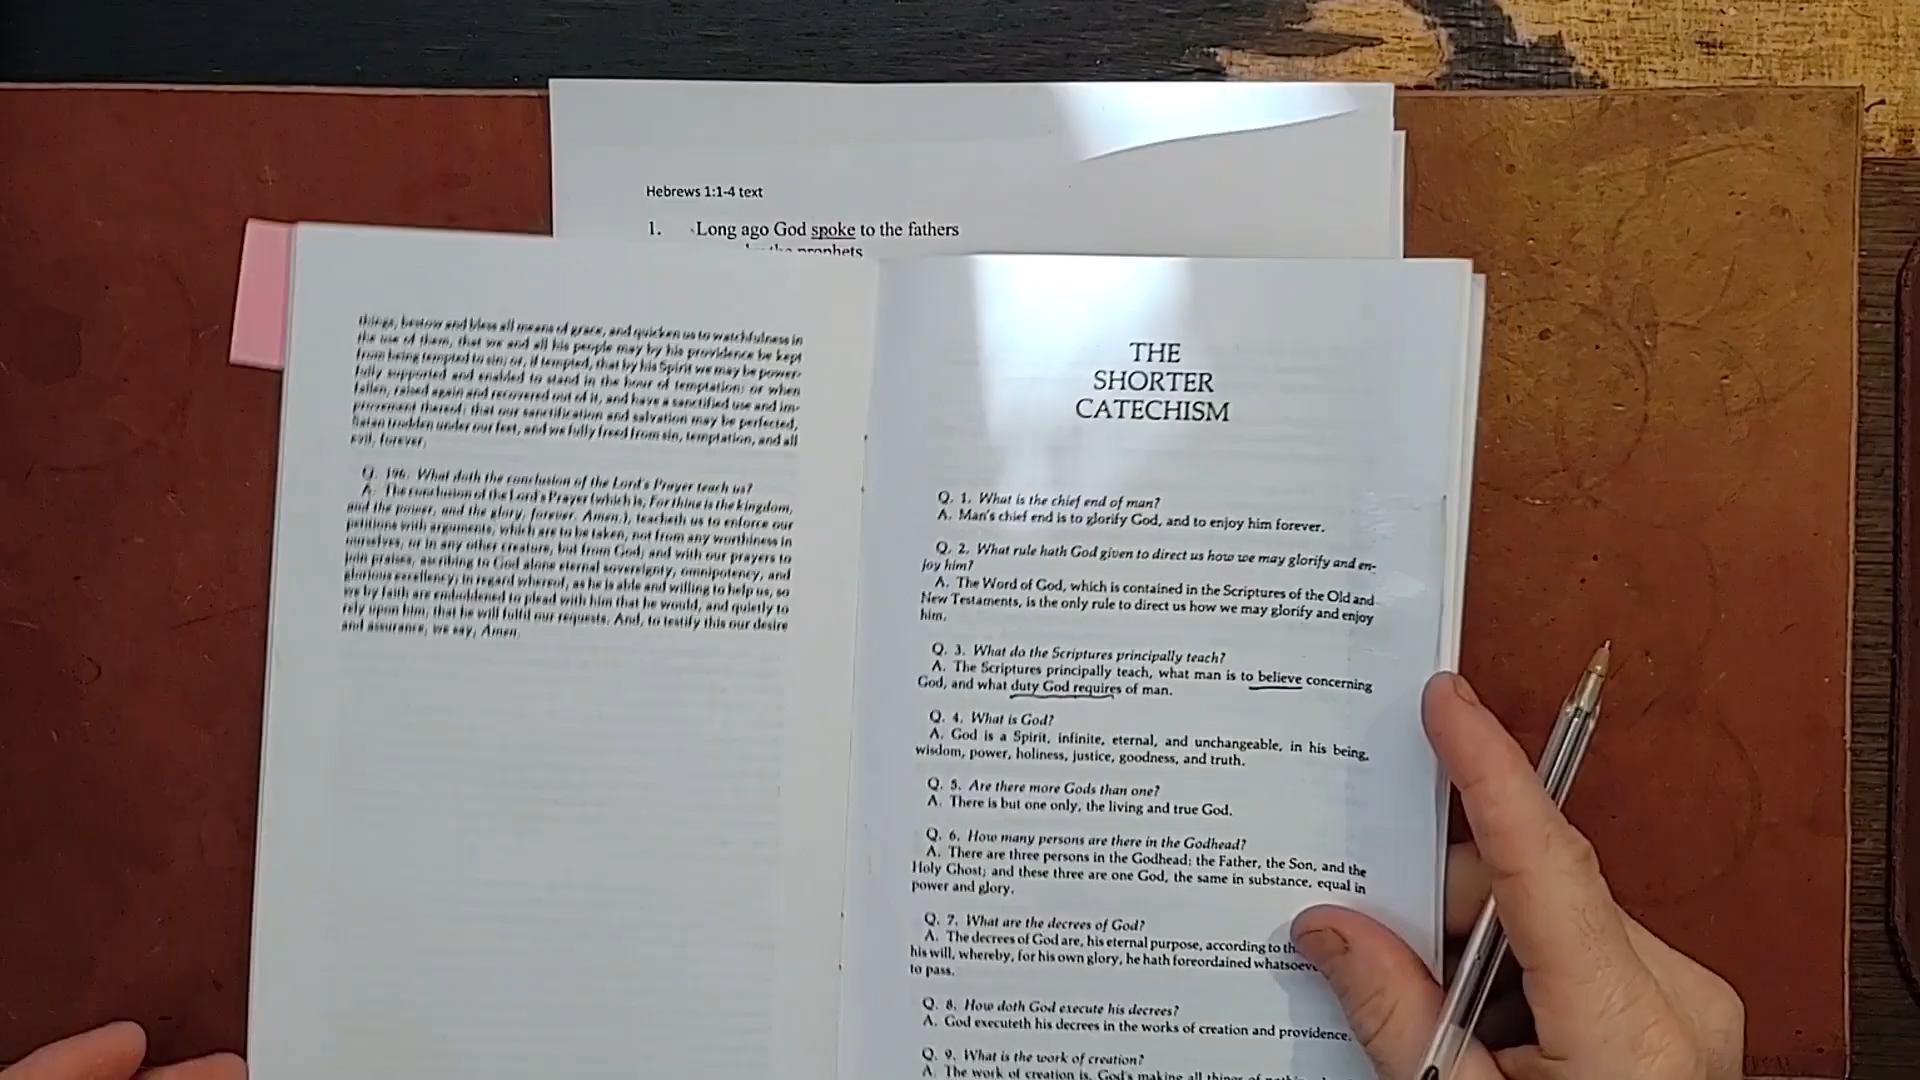 Hebrews 1:1-4 text
1. Long ago God spoke to the fathers
by the prophets
things, bestow and bless all means of grace, and quicken us to watchfulness in
the use of them, that we and all his people may by his providence be kept
from being tempted to sin; or, if tempted, that by his Spirit we may be power-
fully supported and enabled to stand in the hour of temptation; or when
fallen, raised again and recovered out of it, and have a sanctified use and im-
provement thereof; that our sanctification and salvation may be perfected,
Satan trodden under our feet, and we fully freed from sin, temptation, and all
evil, forever.
Q. 196. What doth the conclusion of the Lord's Prayer teach us?
A. The conclusion of the Lord's Prayer (which is, For thine is the kingdom,
and the power, and the glory, forever. Amen.), teacheth us to enforce our
petitions with arguments, which are to be taken, not from any worthiness in
ourselves, or in any other creature, but from God; and with our prayers to
join praises, ascribing to God alone eternal sovereignty, omnipotency, and
glorious excellency; in regard whereof, as he is able and willing to help us, so
we by faith are emboldened to plead with him that he would, and quietly to
rely upon him, that he will fulfil our requests. And, to testify this our desire
and assurance, we say, Amen.
THE
SHORTER
CATECHISM
Q. 1. What is the chief end of man?
A. Man's chief end is to glorify God, and to enjoy him forever.
Q. 2. What rule hath God given to direct us how we may glorify and en-
joy him?
A. The Word of God, which is contained in the Scriptures of the Old and
New Testaments, is the only rule to direct us how we may glorify and enjoy
him.
Q. 3. What do the Scriptures principally teach?
A. The Scriptures principally teach, what man is to believe concerning
God, and what duty God requires of man.
Q. 4. What is God?
A. God is a Spirit, infinite, eternal, and unchangeable, in his being,
wisdom, power, holiness, justice, goodness, and truth.
Q. 5. Are there more Gods than one?
A. There is but one only, the living and true God.
Q. 6. How many persons are there in the Godhead?
A. There are three persons in the Godhead: the Father, the Son, and the
Holy Ghost; and these three are one God, the same in substance, equal in
power and glory.
Q. 7. What are the decrees of God?
A. The decrees of God are, his eternal purpose, according to th
his will, whereby, for his own glory, he hath foreordained whatsoev
to pass.
Q. 8. How doth God execute his decrees?
A. God executeth his decrees in the works of creation and providence.
Q. 9. What is the work of creation?
A. The work of creation is, God's making all things of